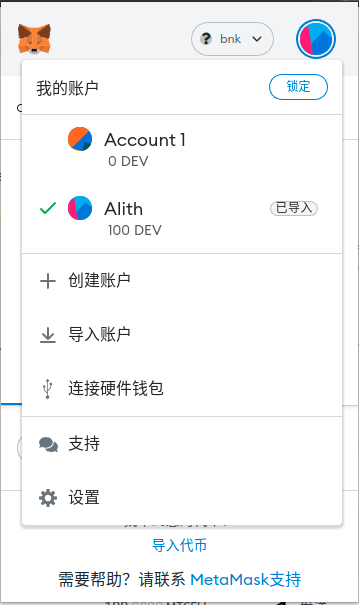 bnk
我的账户
锁定
Account 1
0 DEV
Alith
已导入
100 DEV
创建账户
导入账户
连接硬件钱包
支持
设置
导入代币
需要帮助？请联系 MetaMask支持